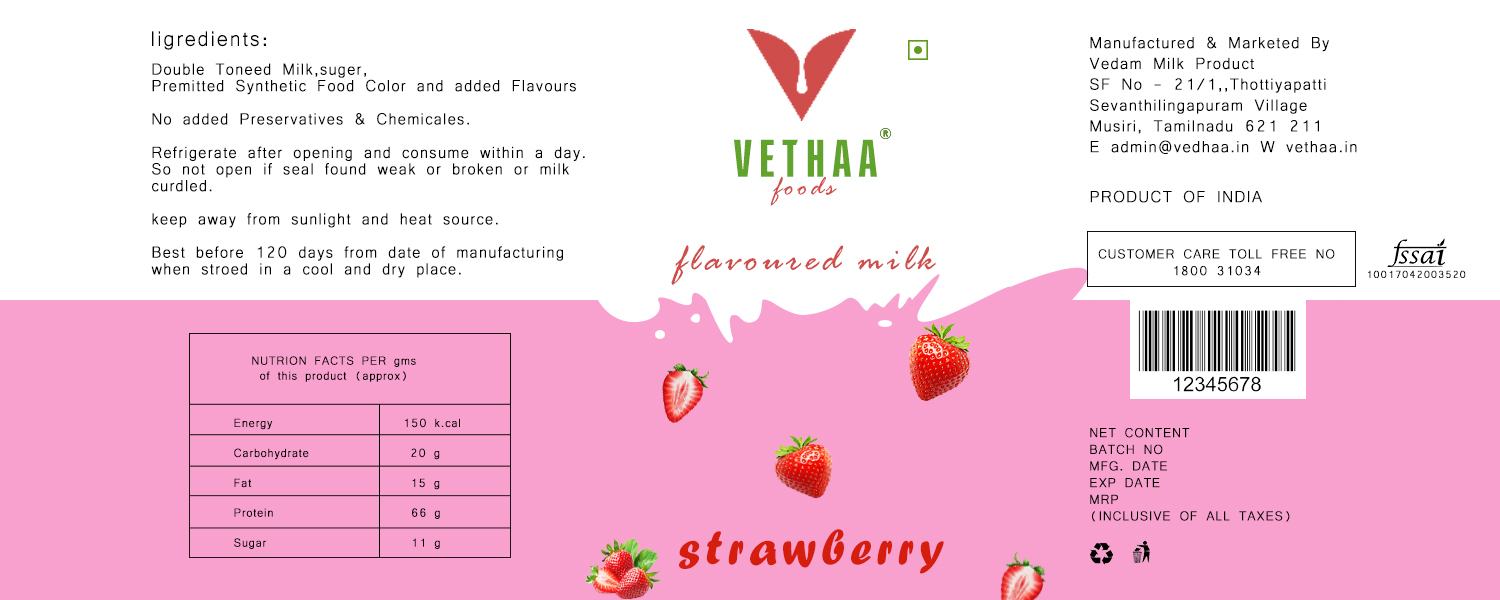 Iigredients:
Double Toneed Milk,suger,
Premitted Synthetic Food Color and added Flavours
No added Preservatives & Chemicales.
Refrigerate after opening and consume within a day.
So not open if seal found weak or broken or milk
curdled.
keep away from sunlight and heat source.
Best before 120 days from date of manufacturing
when stroed in a cool and dry place.
NUTRION FACTS PER gms
of this product (approx)
Energy 150 k.cal
Carbohydrate 20 g
Fat 15 g
Protein 66 g
Sugar 11 g
VETHAA®
foods
flavoured milk
strawberry
Manufactured & Marketed By
Vedam Milk Product
SF No - 21/1,,Thottiyapatti
Sevanthilingapuram Village
Musiri, Tamilnadu 621 211
E admin@vedhaa.in W vethaa.in
PRODUCT OF INDIA
CUSTOMER CARE TOLL FREE NO
1800 31034
fssai
10017042003520
12345678
NET CONTENT
BATCH NO
MFG. DATE
EXP DATE
MRP
(INCLUSIVE OF ALL TAXES)